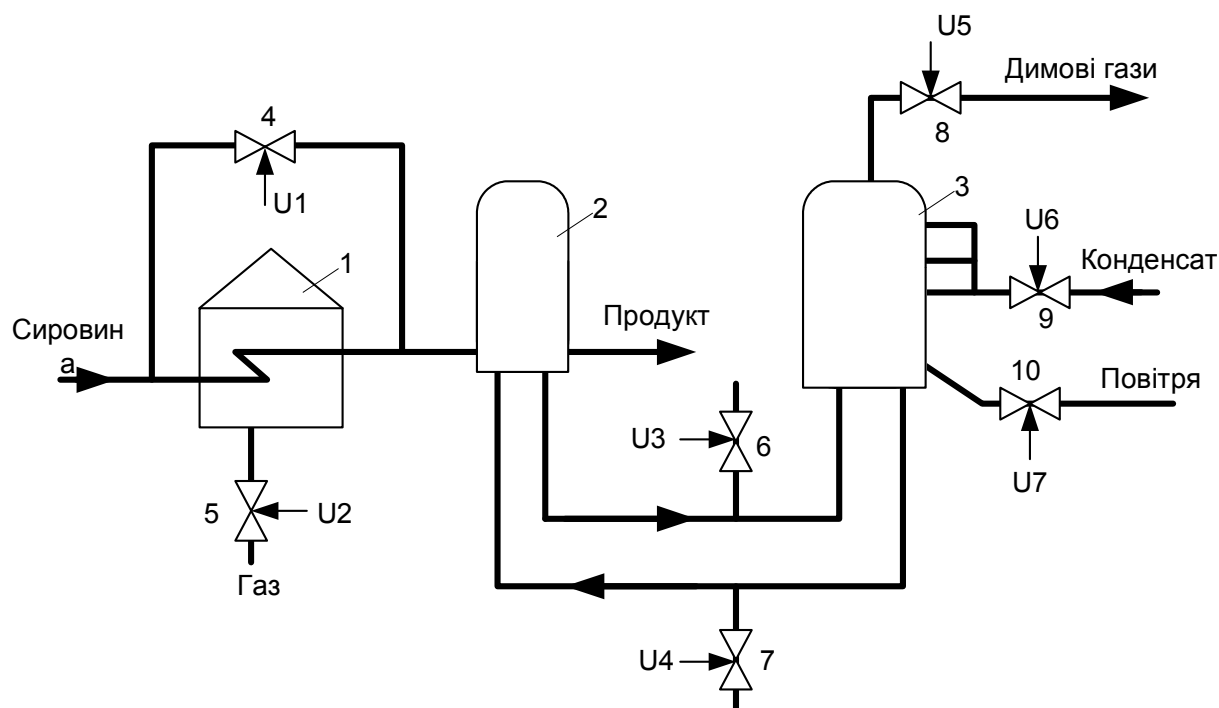 U5
Димові гази
4
8
U1
2
3
U6
1
Конденсат
Сировин
а
Продукт
9
10
Повітря
U3
6
U7
5
U2
Газ
U4
7